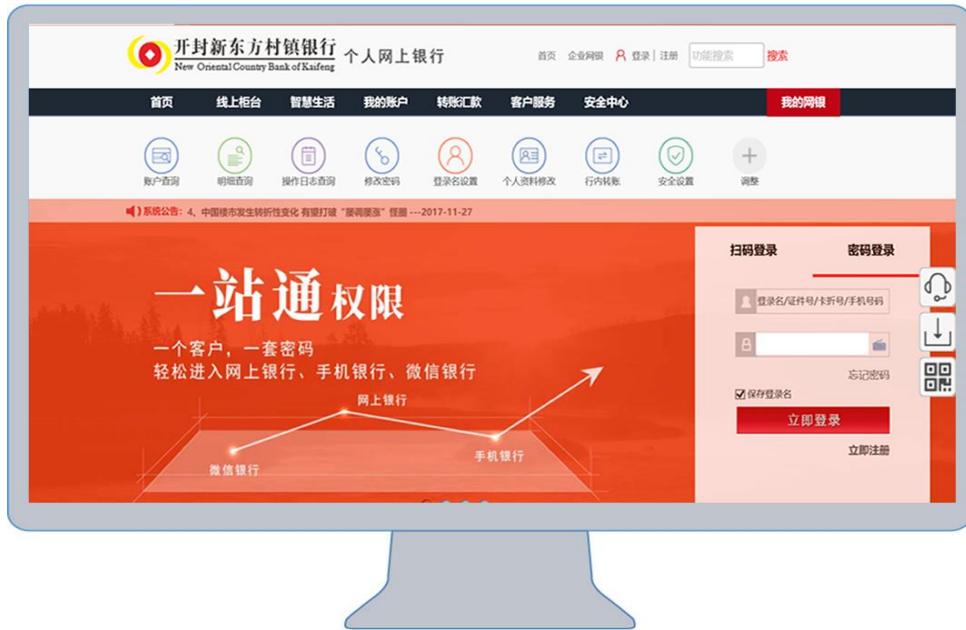 开封新东方村镇银行
New Oriental Country Bank of Kaifeng
个人网上银行
首页 企业网银 登录 | 注册 功能搜索 搜索
首页 线上柜台 智慧生活 我的账户 转账汇款 客户服务 安全中心 我的网银
账户查询 明细查询 操作日志查询 修改密码 登录名设置 个人资料修改 行内转账 安全设置 调整
系统公告: 4、中国楼市发生转折性变化 有望打破 "屡调屡涨" 怪圈 ---2017-11-27
扫码登录 密码登录
一站通权限
登录名/证件号/卡折号/手机号码
一个客户,一套密码
轻松进入网上银行、手机银行、微信银行
忘记密码
保存登录名
网上银行
立即登录
手机银行
立即注册
微信银行